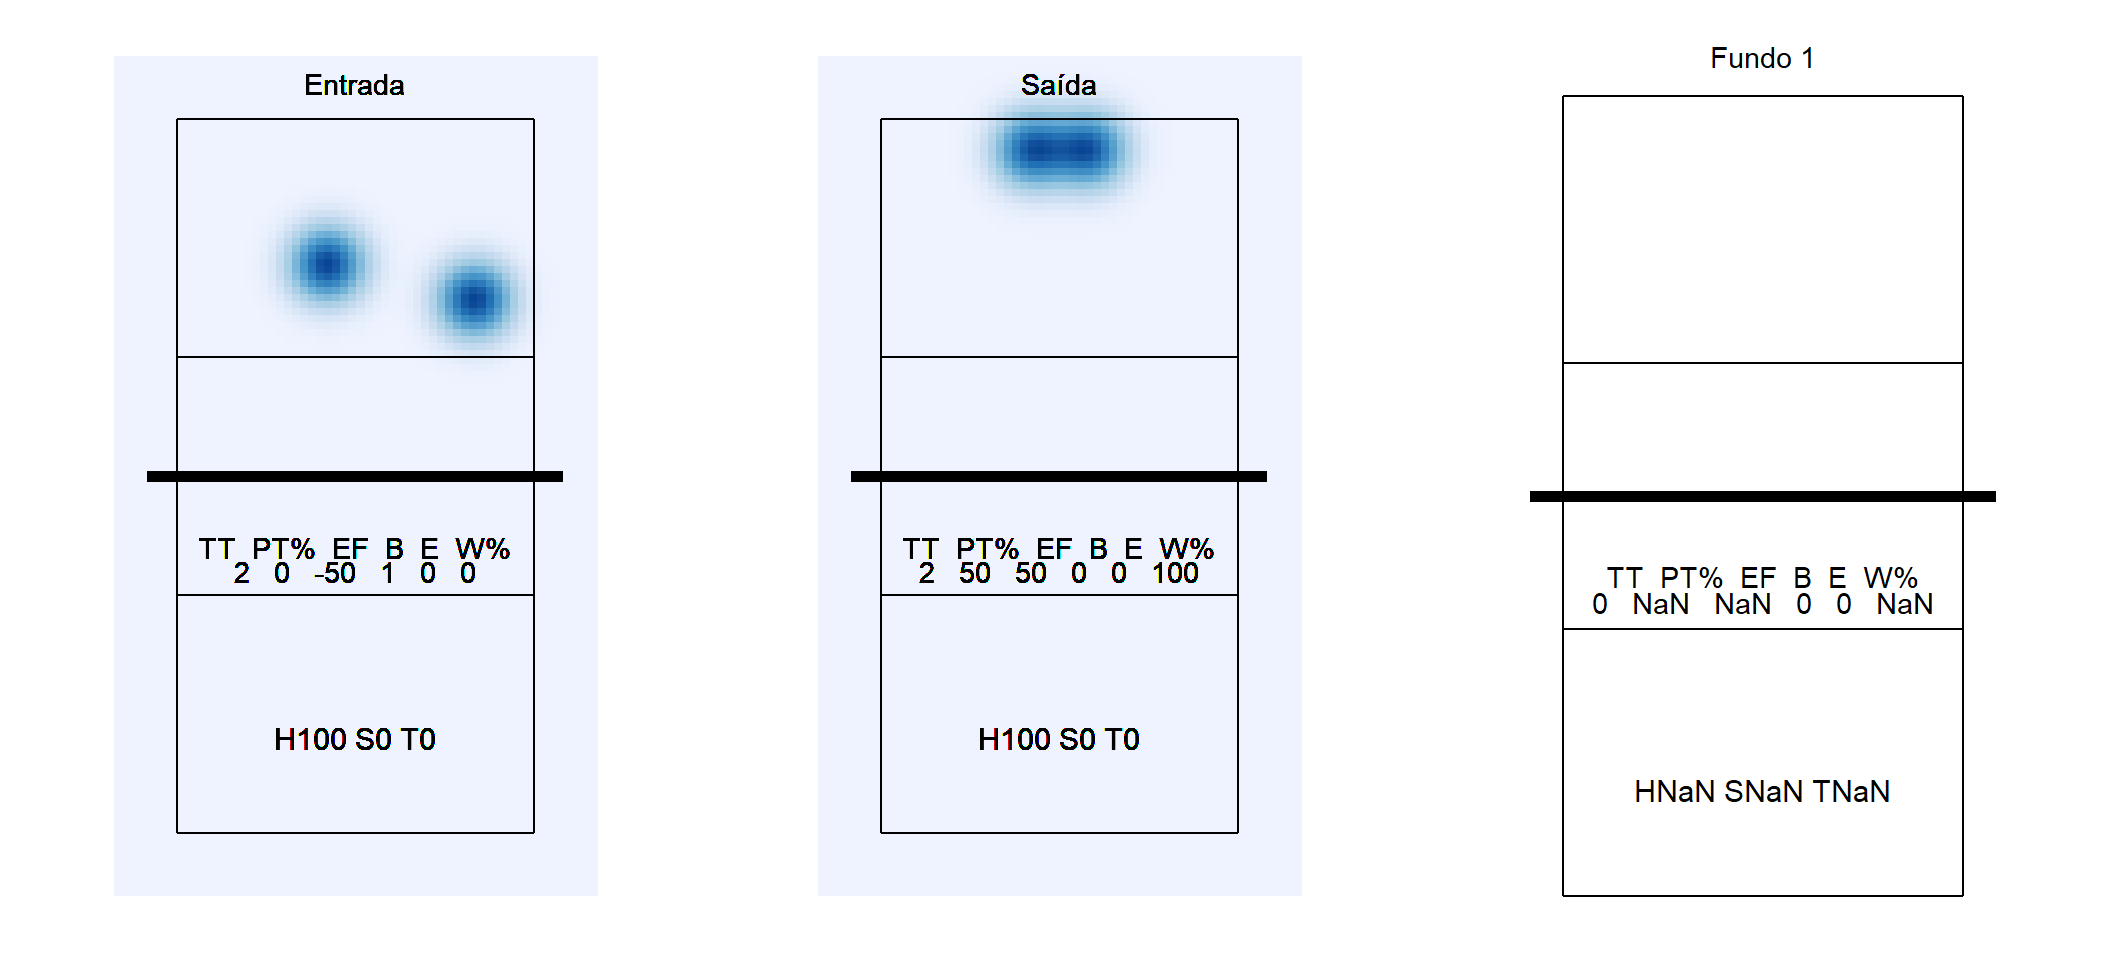 Entrada
TT PT% EF B E W%
2 0 -50 1 0 0
H100 S0 T0
Saída
TT PT% EF B E W%
2 50 50 0 0 100
H100 S0 T0
Fundo 1
TT PT% EF B E W%
0 NaN NaN 0 0 NaN
HNaN SNaN TNaN